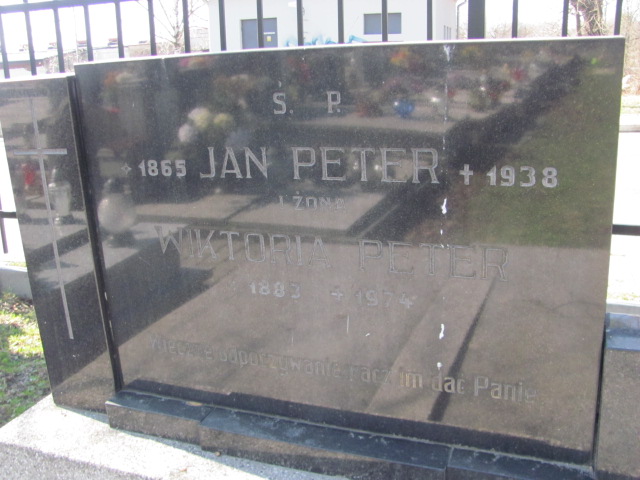 Ś. P.
* 1865 JAN PETER + 1938
I ŻONA
WIKTORIA PETER
* 1883 + 1974
Wieczne odpoczywanie racz im dać Panie